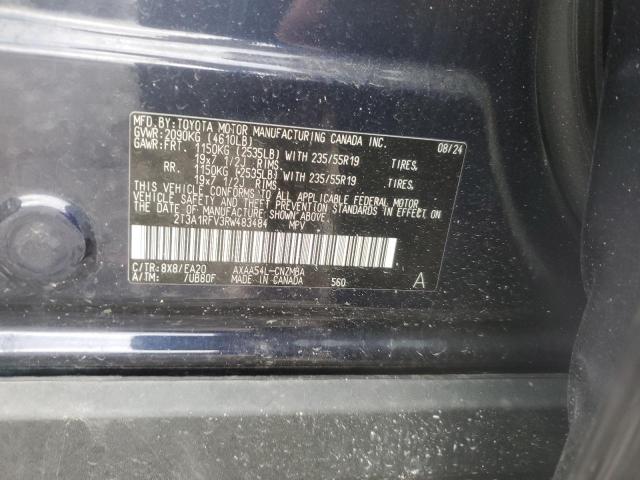 MFD.BY:TOYOTA MOTOR MANUFACTURING CANADA INC. 08/24
GVWR: 2090KG ( 4610LB)
GAWR:FRT. 1150KG (2535LB) WITH 235/55R19 TIRES.
19x7 1/2J RIMS
RR. 1150KG (2535LB) WITH 235/55R19 TIRES.
19x7 1/2J RIMS
THIS VEHICLE CONFORMS TO ALL APPLICABLE FEDERAL MOTOR
VEHICLE SAFETY AND THEFT PREVENTION STANDARDS IN EFFECT
ON THE DATE OF MANUFACTURE SHOWN ABOVE.
2T3A1RFV3RW483484 MPV
C/TR:8X8/EA20 AXAA54L-CNZMBA
A/TM: /UB80F MADE IN CANADA 560 A